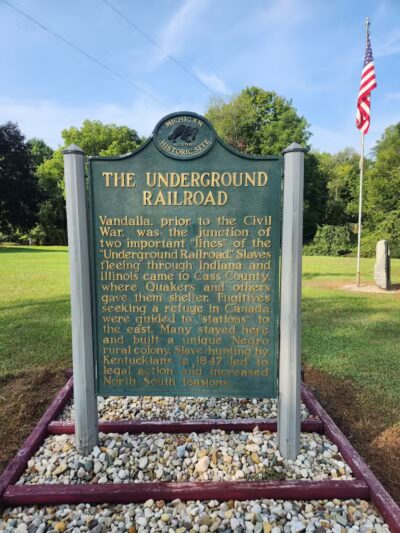 MICHIGAN
HISTORIC SITE
THE UNDERGROUND
RAILROAD
Vandalia, prior to the Civil
War, was the junction of
two important "lines" of the
"Underground Railroad." Slaves
fleeing through Indiana and
Illinois came to Cass County,
where Quakers and others
gave them shelter. Fugitives
seeking a refuge in Canada
were guided to "stations" to
the east. Many stayed here
and built a unique Negro
rural colony. Slave hunting by
Kentuckians in 1847 led to
legal action and increased
North South tensions.